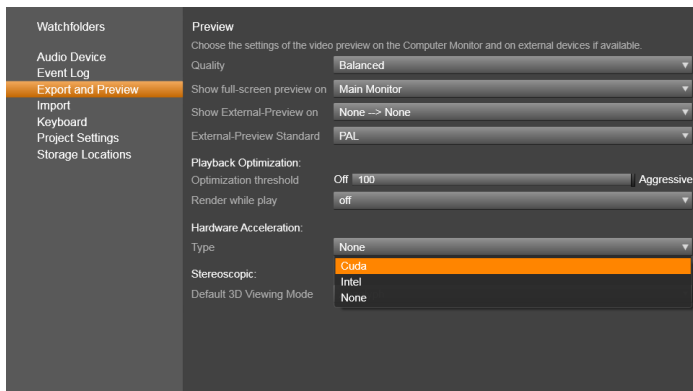 Watchfolders
Audio Device
Event Log
Export and Preview
Import
Keyboard
Project Settings
Storage Locations
Preview
Choose the settings of the video preview on the Computer Monitor and on external devices if available.
Quality Balanced
Show full-screen preview on Main Monitor
Show External-Preview on None --> None
External-Preview Standard PAL
Playback Optimization:
Optimization threshold Off 100 Aggressive
Render while play off
Hardware Acceleration:
Type None
Cuda
Intel
None
Stereoscopic:
Default 3D Viewing Mode